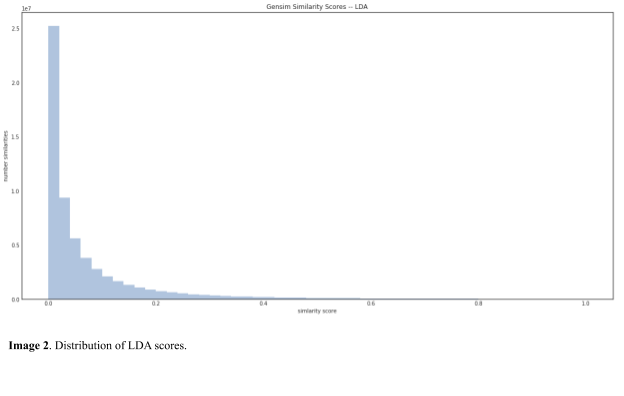 Gensim Similarity Scores -- LDA
1e7
2.5
2.0
1.5
1.0
0.5
0.0
number similarities
0.0 0.2 0.4 0.6 0.8 1.0
simlarity score
Image 2. Distribution of LDA scores.